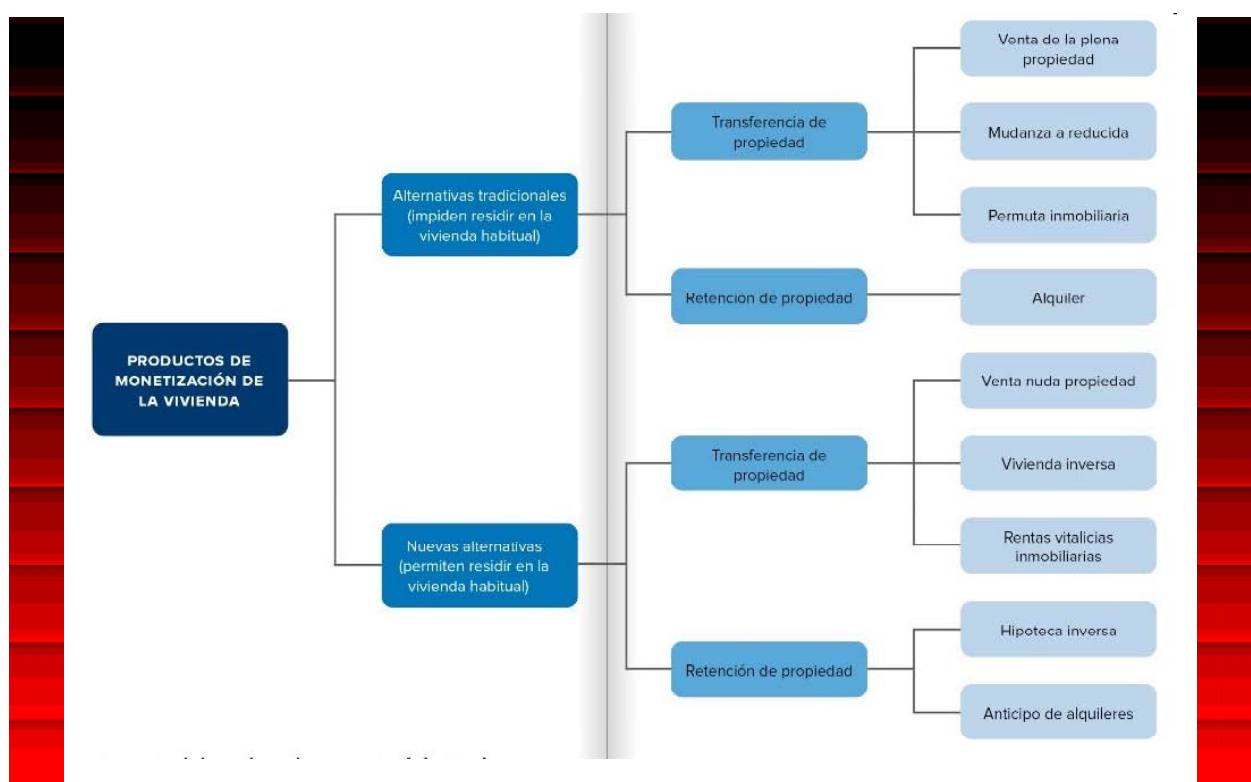 Venta de la plena
propiedad
Transferencia de
propiedad
Mudanza a reducida
Alternativas tradicionales
(impiden residir en la
vivienda habitual)
Permuta inmobiliaria
Retención de propiedad
Alquiler
PRODUCTOS DE
MONETIZACIÓN DE
LA VIVIENDA
Venta nuda propiedad
Transferencia de
propiedad
Vivienda inversa
Nuevas alternativas
(permiten residir en la
vivienda habitual)
Rentas vitalicias
inmobiliarias
Hipoteca inversa
Retención de propiedad
Anticipo de alquileres